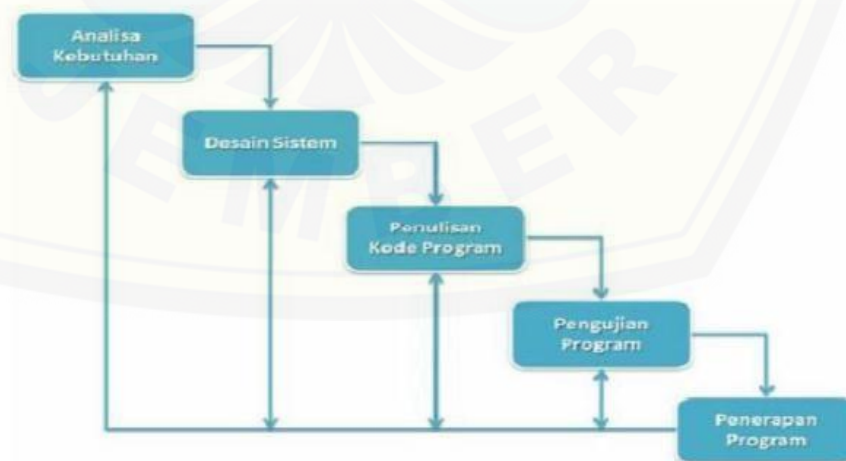 Analisa
Kebutuhan
Desain Sistem
Penulisan
Kode Program
Pengujian
Program
Penerapan
Program